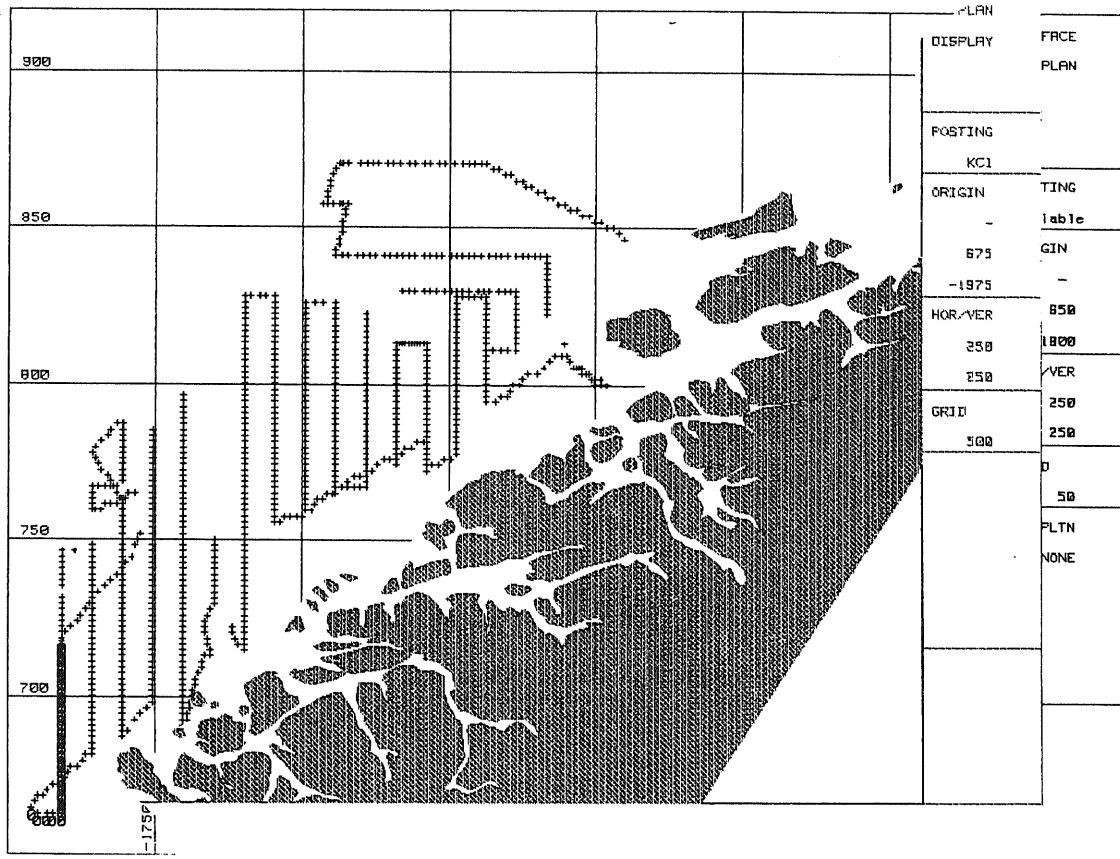 PLAN
DISPLAY
FACE
PLAN
900
POSTING
KC1
ORIGIN
-
675
-1975
TING
lable
GIN
-
850
1800
850
HOR/VER
250
250
/VER
250
250
800
GRID
500
D
50
PLTN
NONE
750
700
-1750